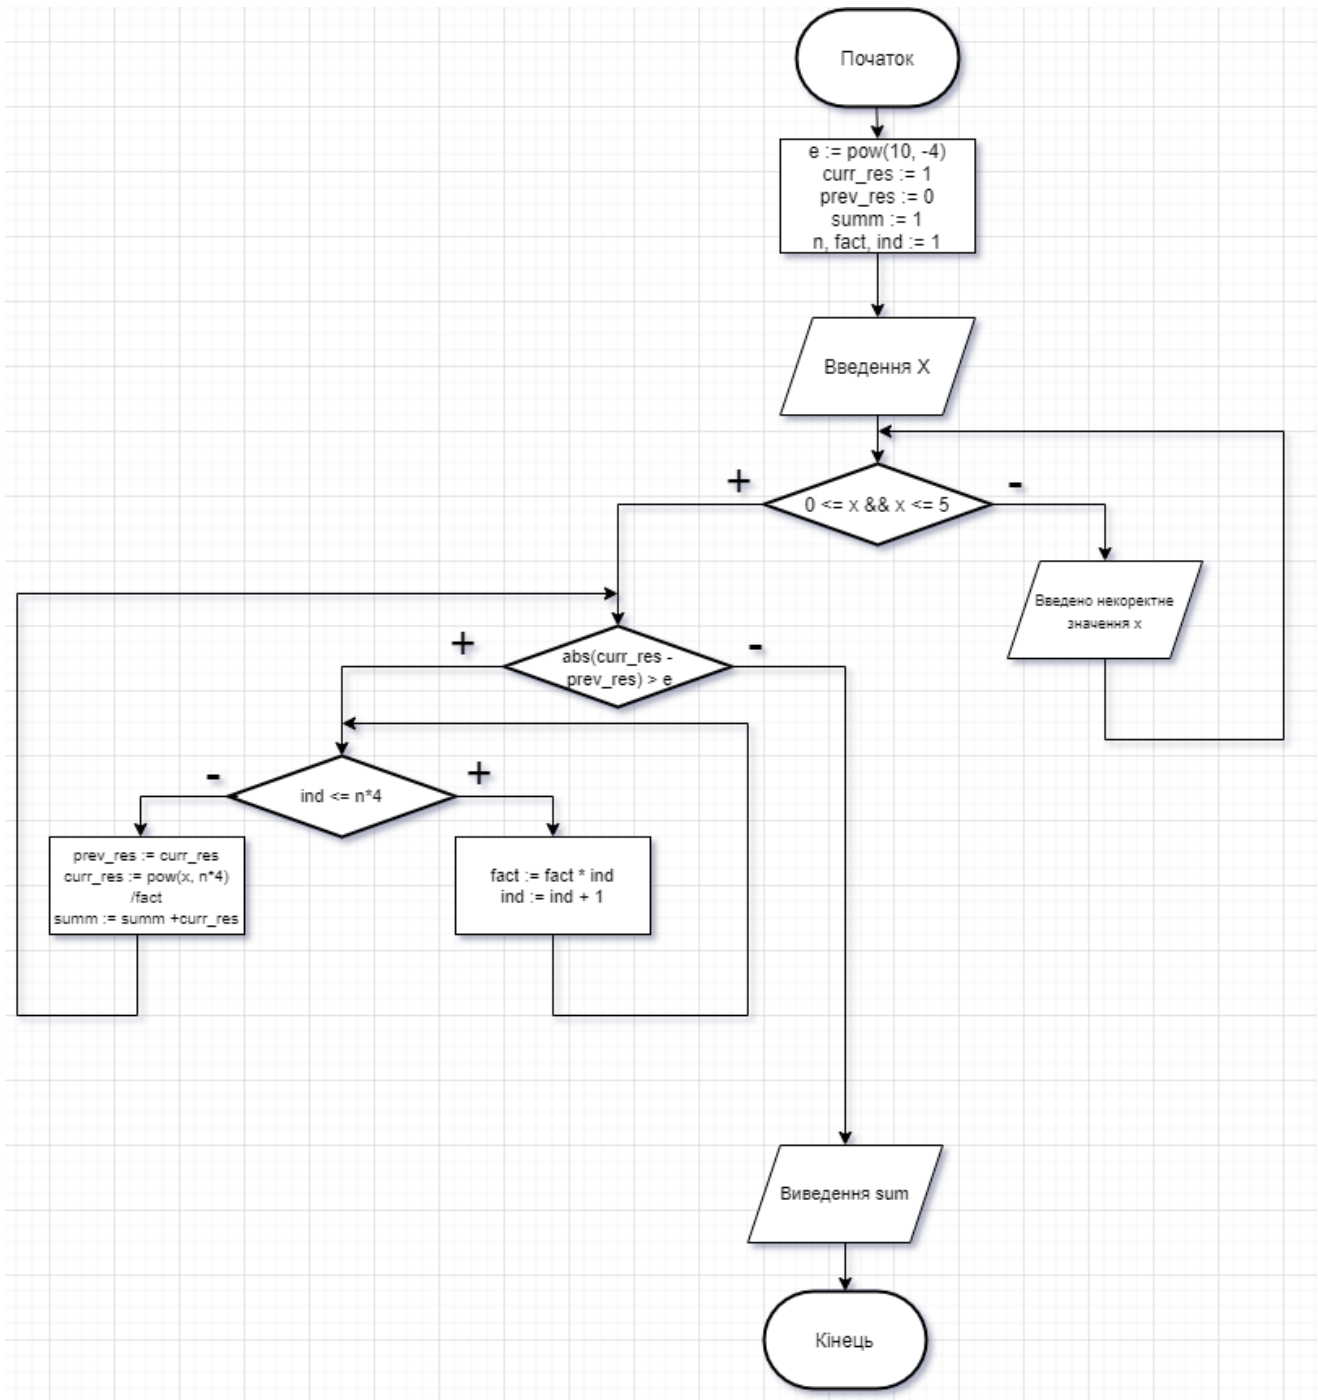 Початок
e := pow(10, -4)
curr_res := 1
prev_res := 0
summ := 1
n, fact, ind := 1
Введення X
+
-
0 <= x && x <= 5
Введено некоректне
значення x
+
-
abs(curr_res -
prev_res) > e
-
+
ind <= n*4
prev_res := curr_res
curr_res := pow(x, n*4)
/fact
summ := summ +curr_res
fact := fact * ind
ind := ind + 1
Виведення sum
Кінець